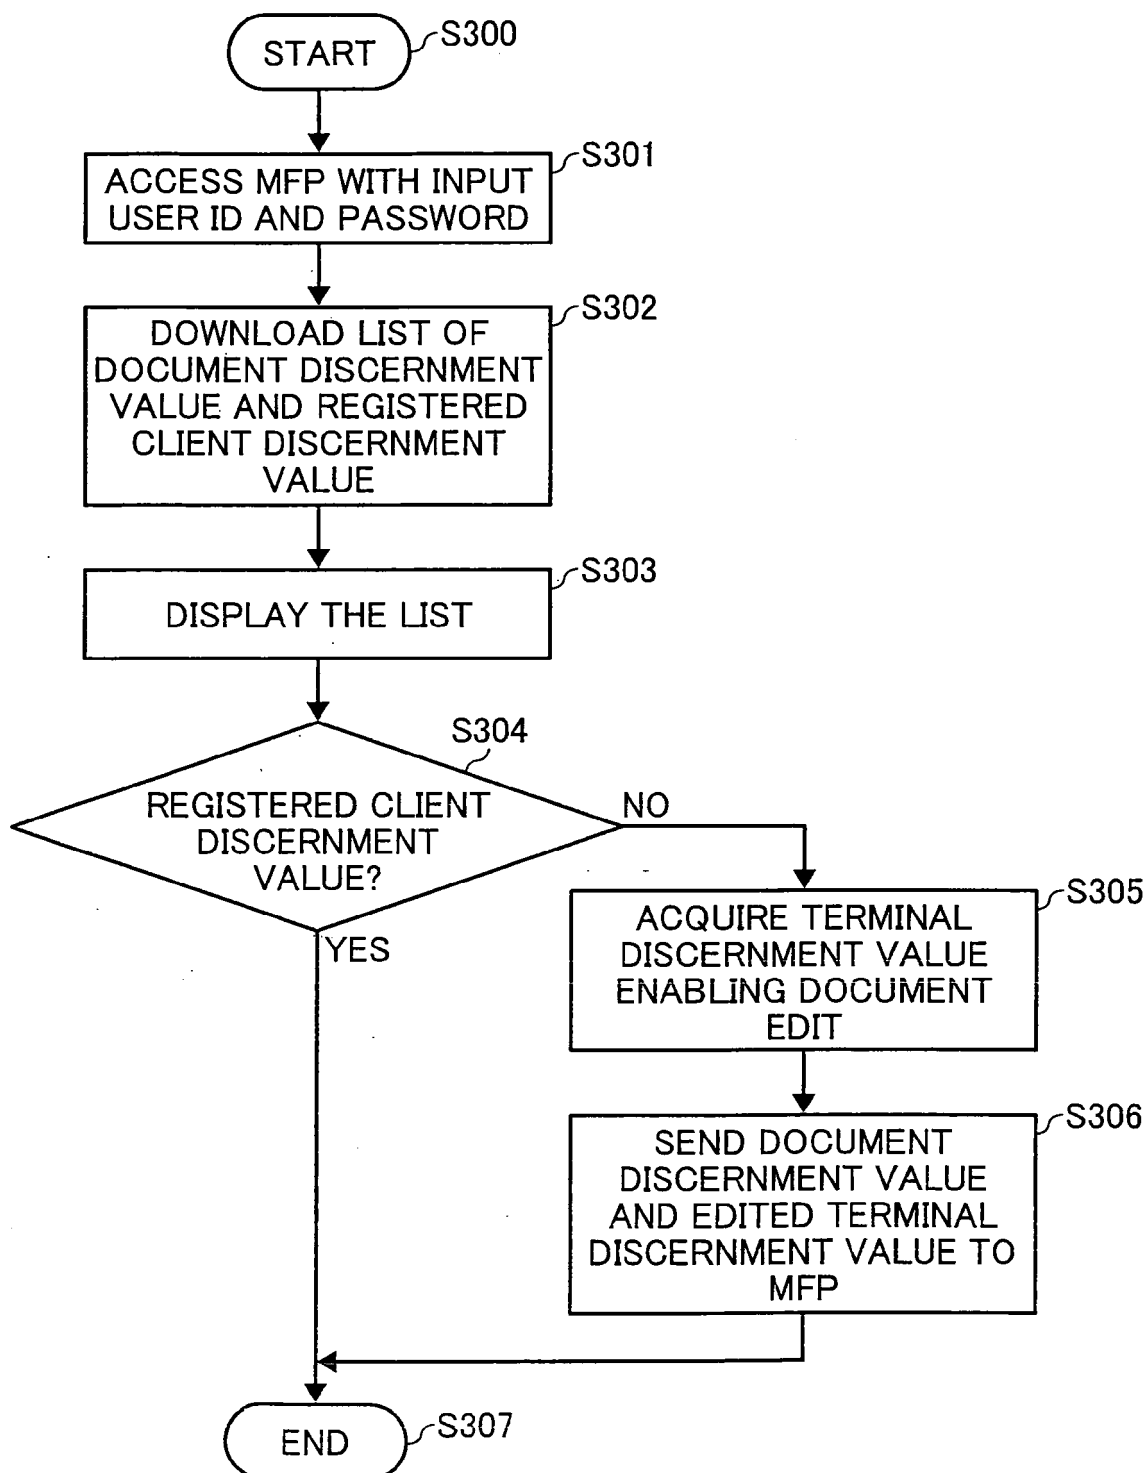 START
S300
S301
ACCESS MFP WITH INPUT
USER ID AND PASSWORD
S302
DOWNLOAD LIST OF
DOCUMENT DISCERNMENT
VALUE AND REGISTERED
CLIENT DISCERNMENT
VALUE
S303
DISPLAY THE LIST
S304
REGISTERED CLIENT
DISCERNMENT
VALUE?
NO
YES
S305
ACQUIRE TERMINAL
DISCERNMENT VALUE
ENABLING DOCUMENT
EDIT
S306
SEND DOCUMENT
DISCERNMENT VALUE
AND EDITED TERMINAL
DISCERNMENT VALUE TO
MFP
END
S307